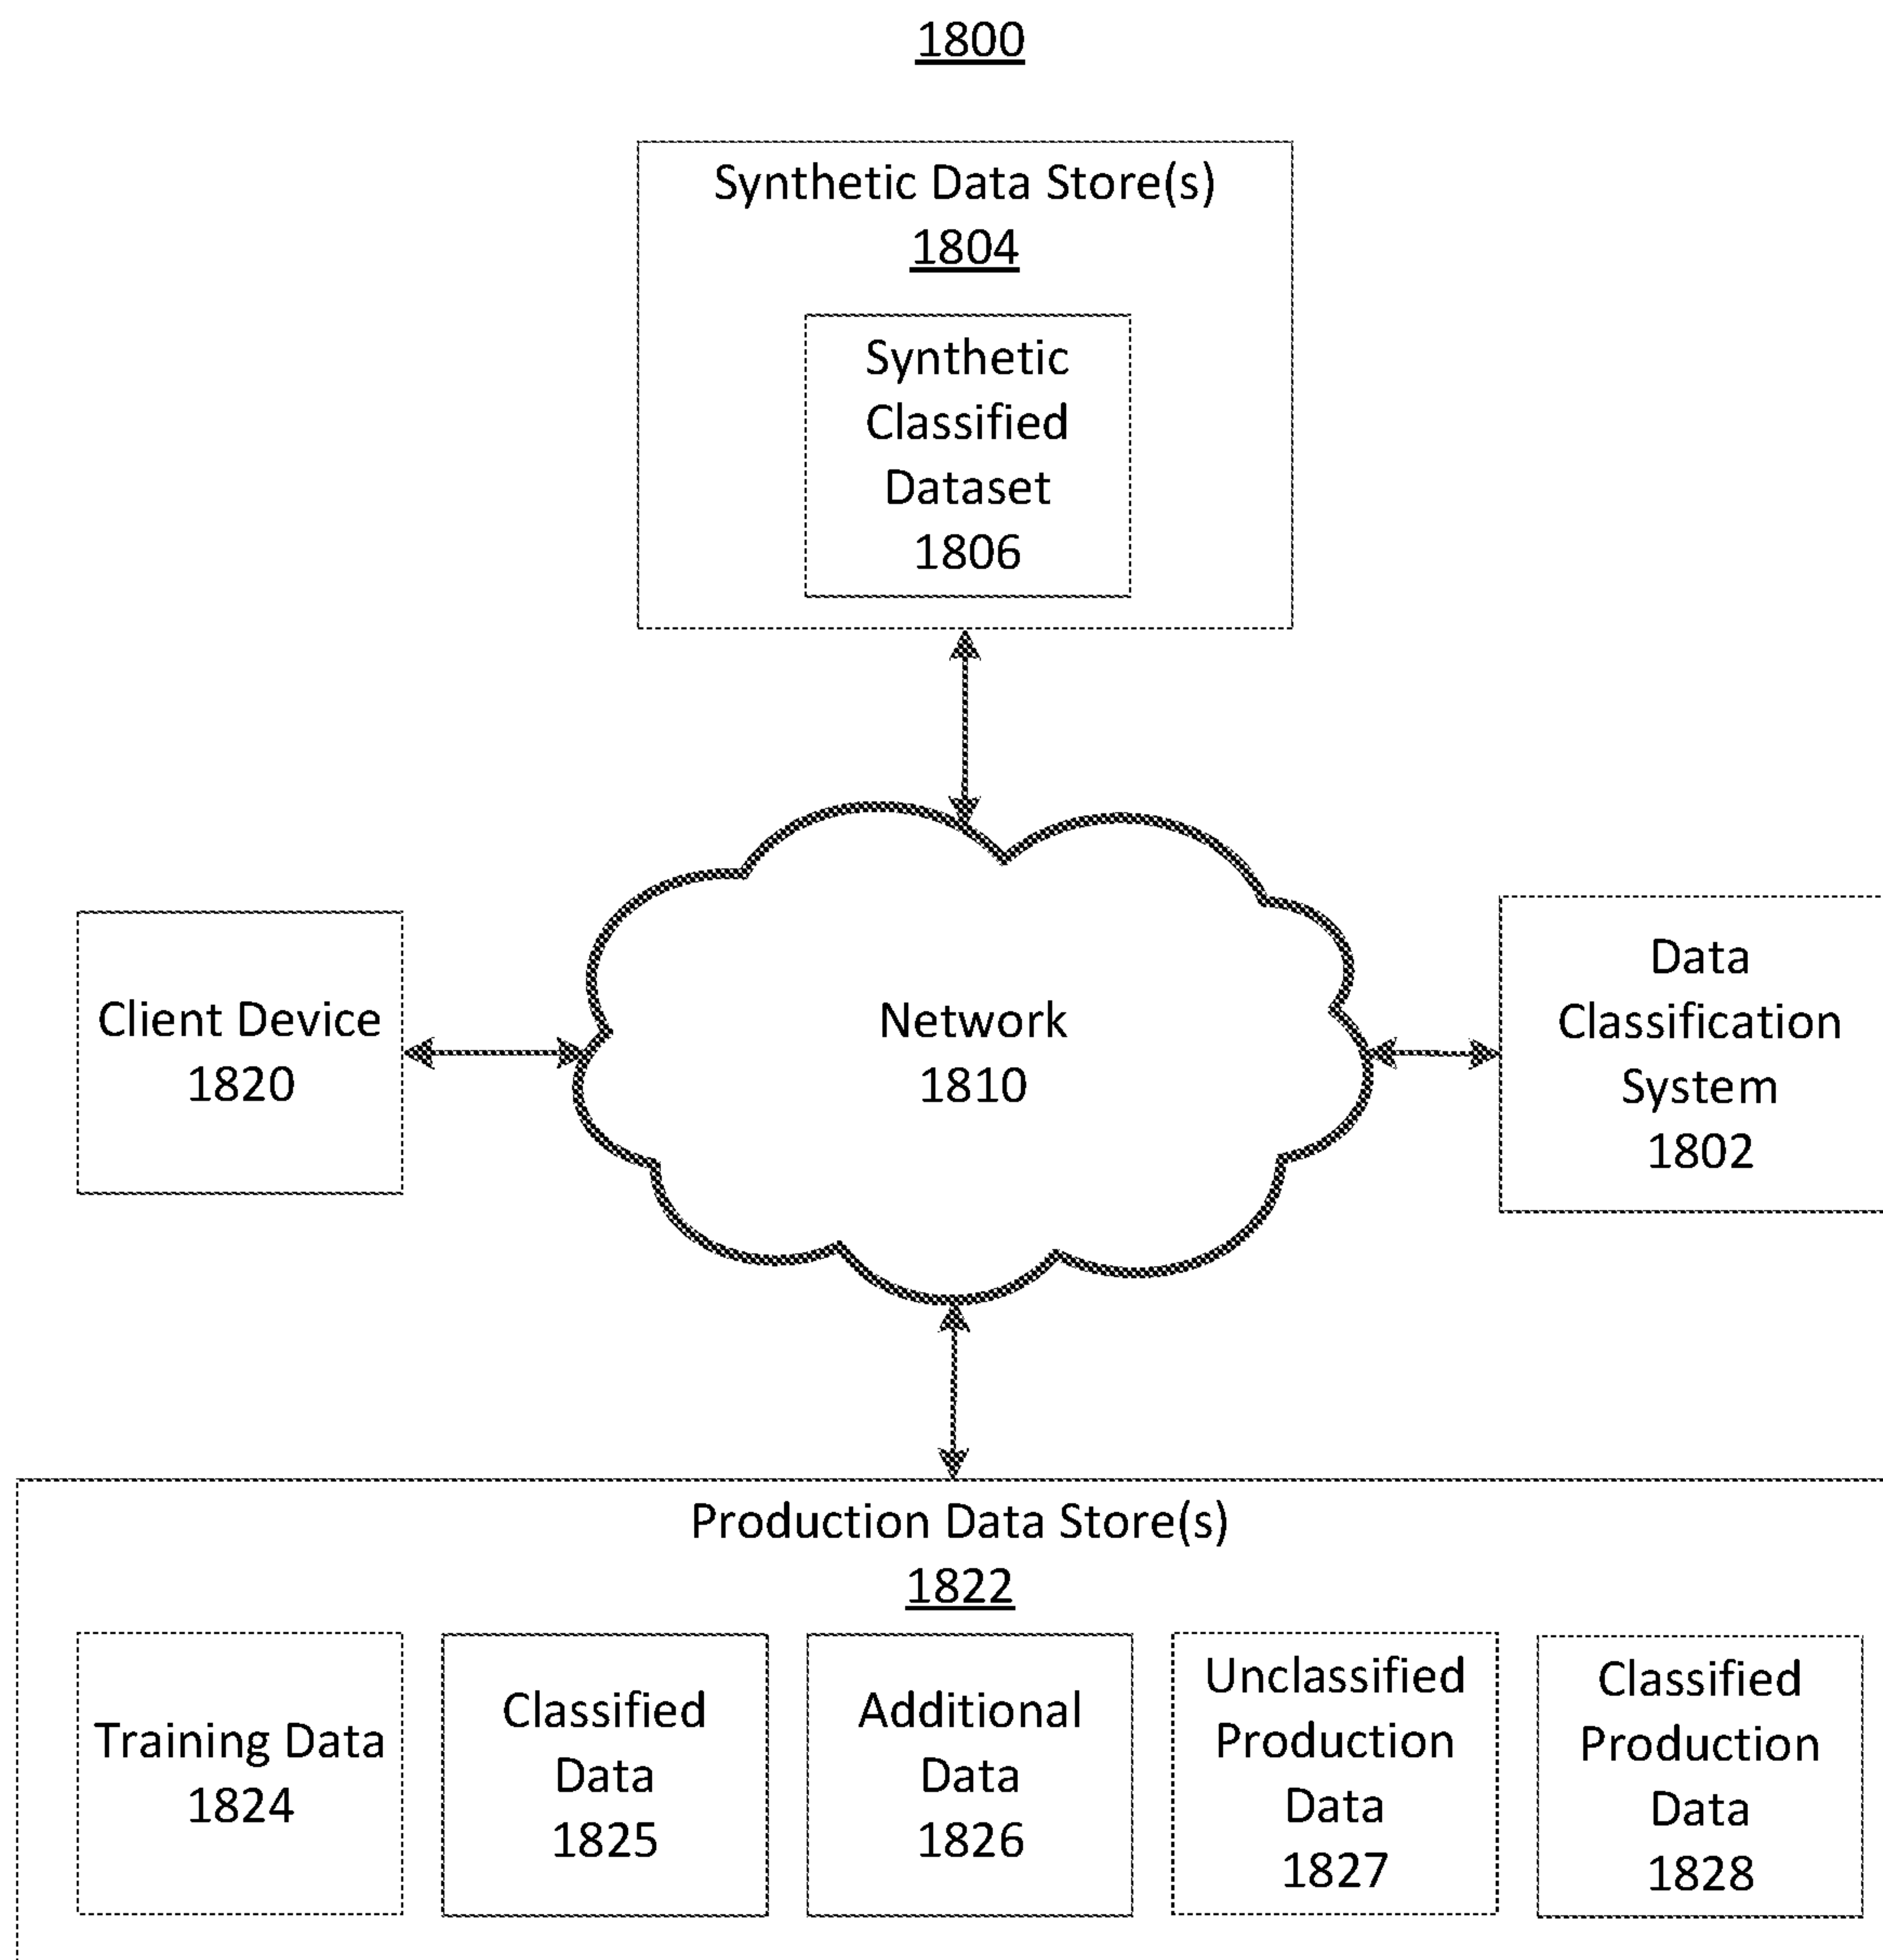 1800
Synthetic Data Store(s)
1804
Synthetic
Classified
Dataset
1806
Client Device
1820
Network
1810
Data
Classification
System
1802
Production Data Store(s)
1822
Training Data
1824
Classified
Data
1825
Additional
Data
1826
Unclassified
Production
Data
1827
Classified
Production
Data
1828